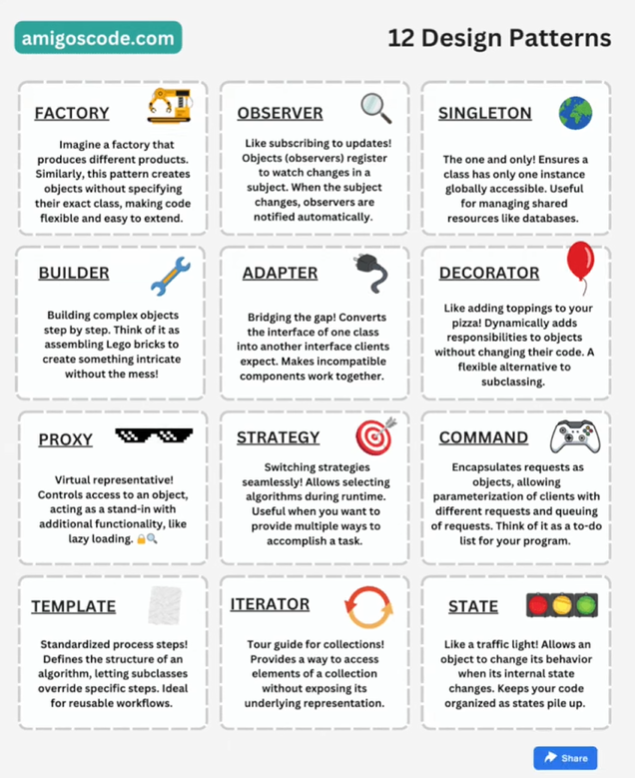 amigoscode.com
12 Design Patterns
FACTORY
Imagine a factory that
produces different products.
Similarly, this pattern creates
objects without specifying
their exact class, making code
flexible and easy to extend.
OBSERVER
Like subscribing to updates!
Objects (observers) register
to watch changes in a
subject. When the subject
changes, observers are
notified automatically.
SINGLETON
The one and only! Ensures a
class has only one instance
globally accessible. Useful
for managing shared
resources like databases.
BUILDER
Building complex objects
step by step. Think of it as
assembling Lego bricks to
create something intricate
without the mess!
ADAPTER
Bridging the gap! Converts
the interface of one class
into another interface clients
expect. Makes incompatible
components work together.
DECORATOR
Like adding toppings to your
pizza! Dynamically adds
responsibilities to objects
without changing their code. A
flexible alternative to
subclassing.
PROXY
Virtual representative!
Controls access to an object,
acting as a stand-in with
additional functionality, like
lazy loading. 🔒🔍
STRATEGY
Switching strategies
seamlessly! Allows selecting
algorithms during runtime.
Useful when you want to
provide multiple ways to
accomplish a task.
COMMAND
Encapsulates requests as
objects, allowing
parameterization of clients with
different requests and queuing
of requests. Think of it as a to-do
list for your program.
TEMPLATE
Standardized process steps!
Defines the structure of an
algorithm, letting subclasses
override specific steps. Ideal
for reusable workflows.
ITERATOR
Tour guide for collections!
Provides a way to access
elements of a collection
without exposing its
underlying representation.
STATE
Like a traffic light! Allows an
object to change its behavior
when its internal state
changes. Keeps your code
organized as states pile up.
Share